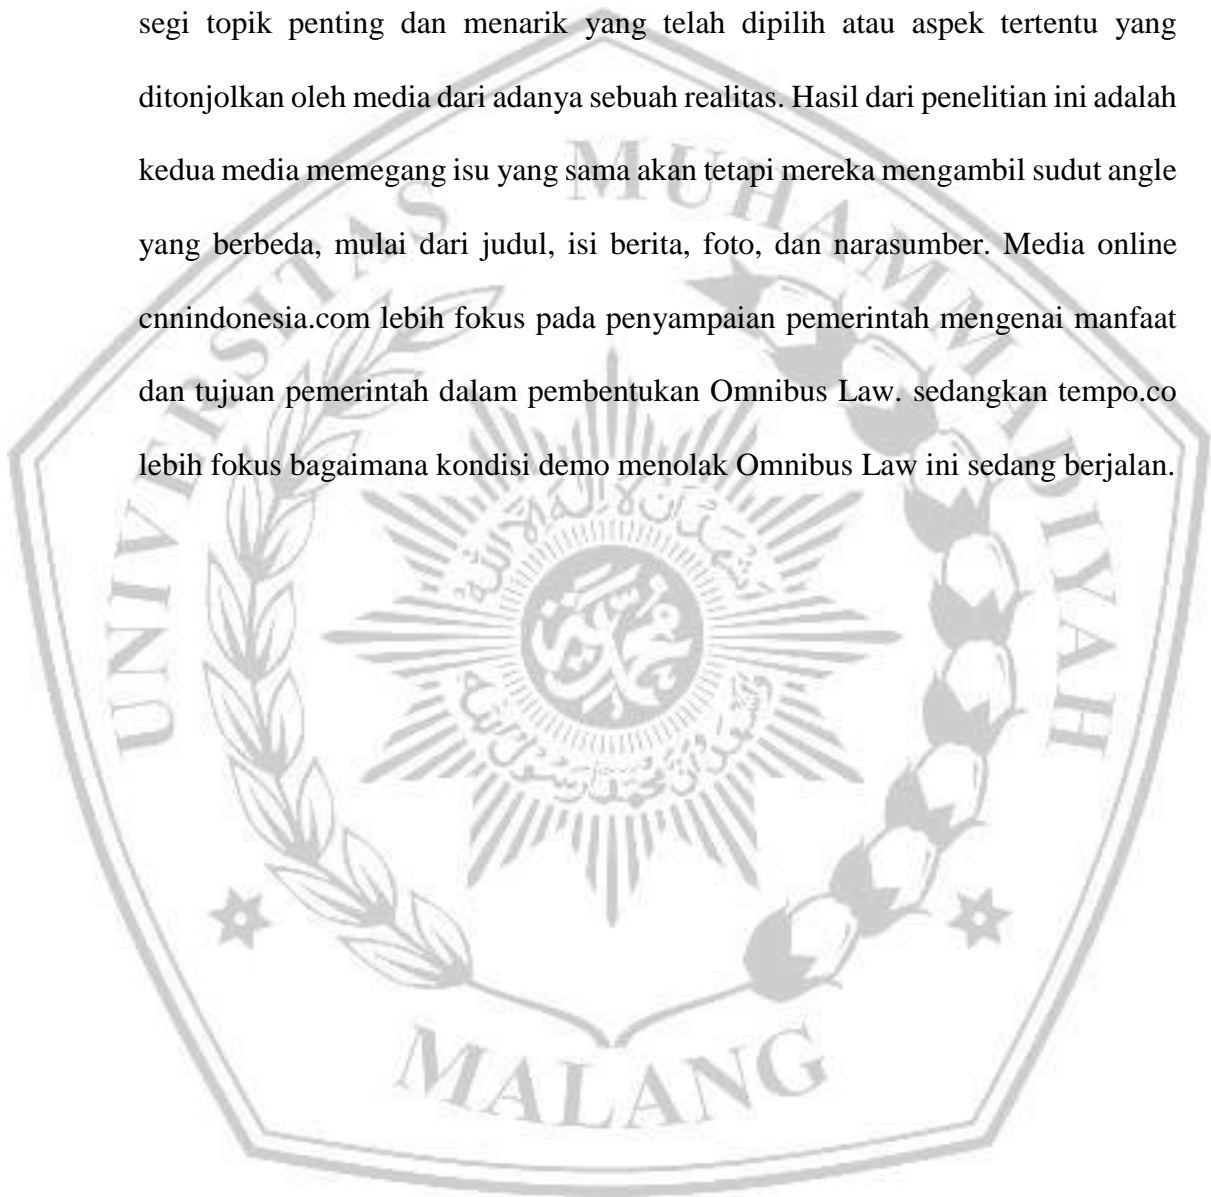 segi topik penting dan menarik yang telah dipilih atau aspek tertentu yang
ditonjolkan oleh media dari adanya sebuah realitas. Hasil dari penelitian ini adalah
kedua media memegang isu yang sama akan tetapi mereka mengambil sudut angle
yang berbeda, mulai dari judul, isi berita, foto, dan narasumber. Media online
cnnindonesia.com lebih fokus pada penyampaian pemerintah mengenai manfaat
dan tujuan pemerintah dalam pembentukan Omnibus Law. sedangkan tempo.co
lebih fokus bagaimana kondisi demo menolak Omnibus Law ini sedang berjalan.
UNIVERSITAS MUHAMMADIYAH
MALANG